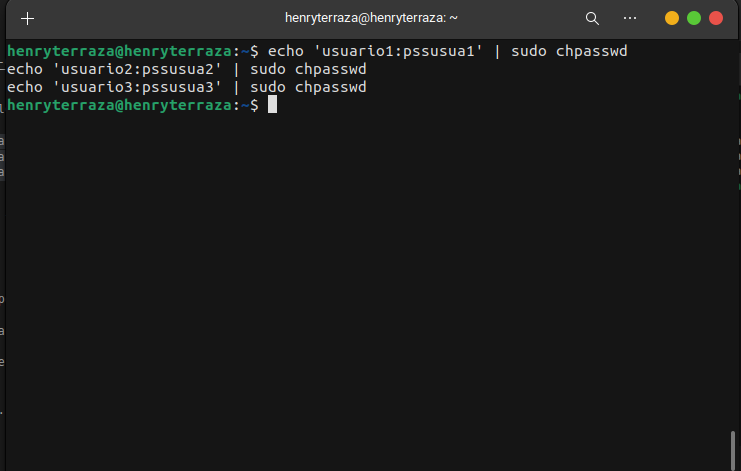 henryterraza@henryterraza: ~
henryterraza@henryterraza:~$ echo 'usuario1:pssusua1' | sudo chpasswd
echo 'usuario2:pssusua2' | sudo chpasswd
echo 'usuario3:pssusua3' | sudo chpasswd
henryterraza@henryterraza:~$